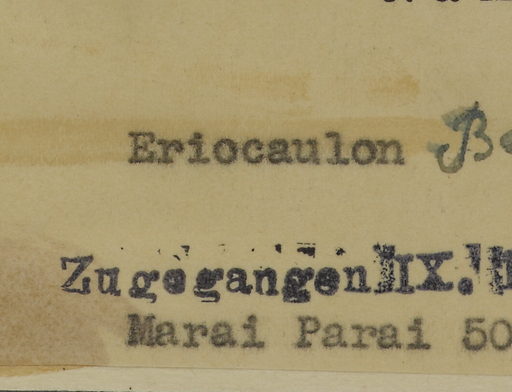 Eriocaulon
Zugegangen IX.
Marai Parai 50